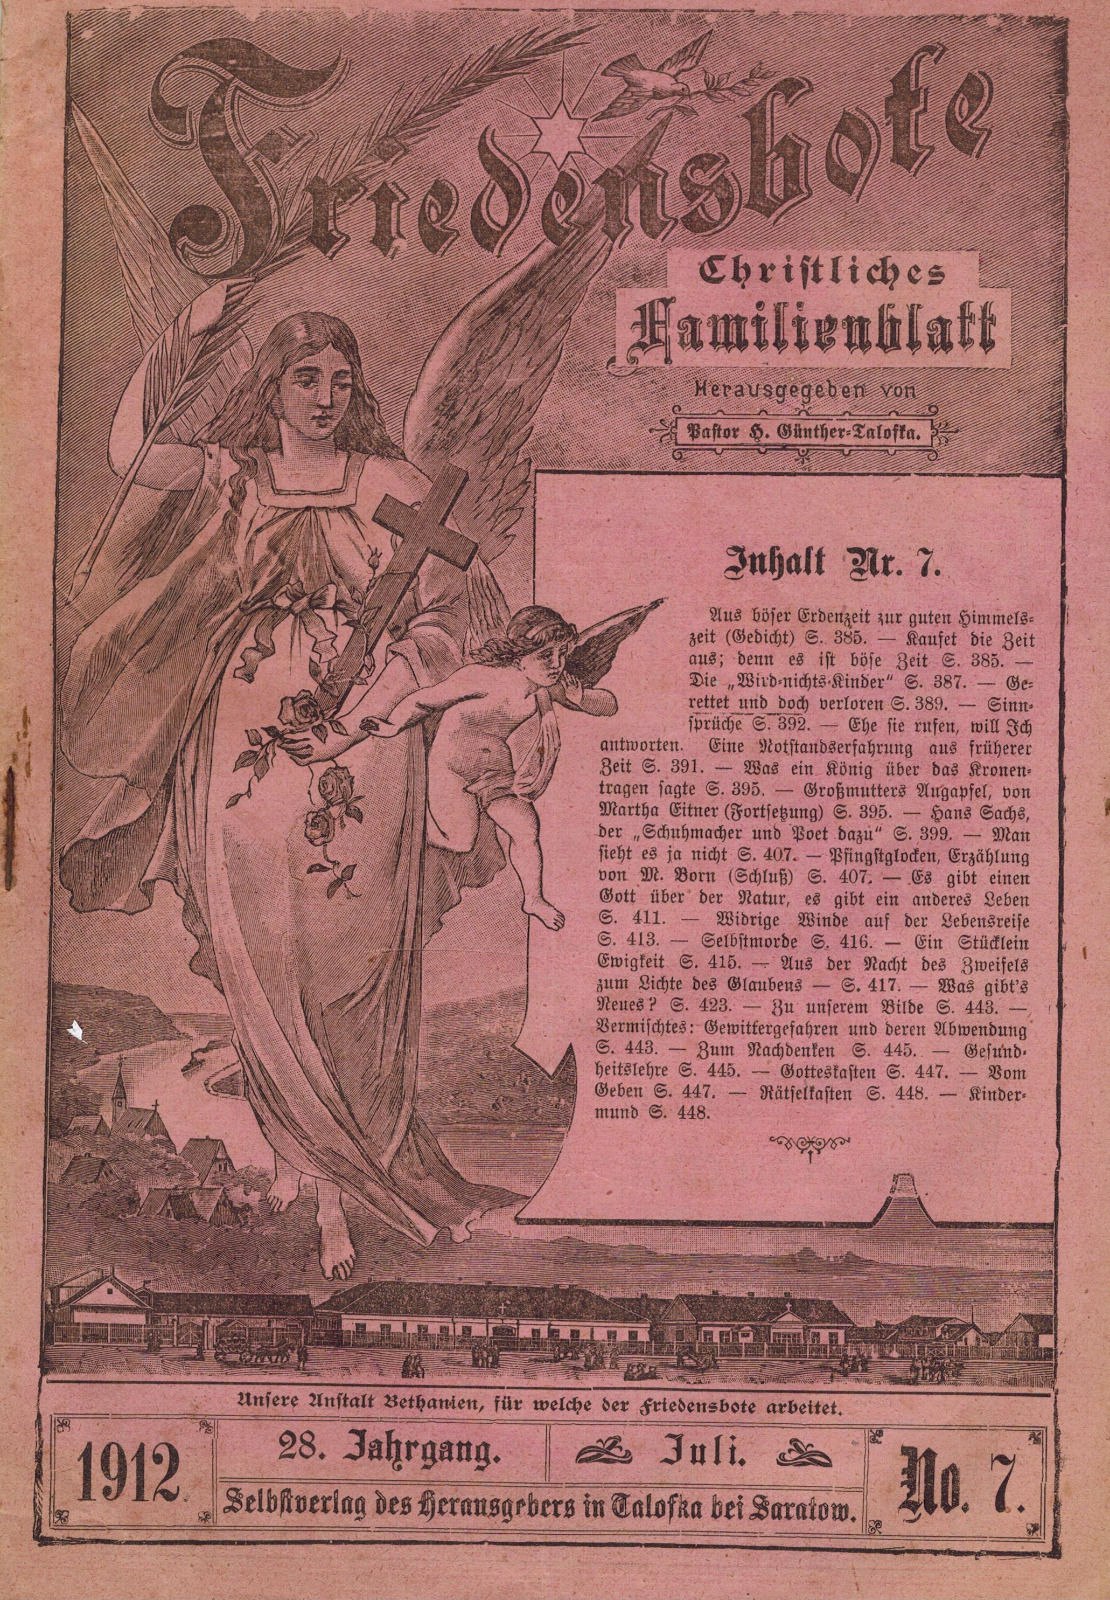 Friedensbote
Christliches
Familienblatt
Herausgegeben von
Pastor H. Günther-Talofka.
Inhalt Nr. 7.
Aus böser Erdenzeit zur guten Himmels-
zeit (Gedicht) S. 385. — Kaufet die Zeit
aus; denn es ist böse Zeit S. 385. —
Die „Wird-nichts-Kinder“ S. 387. — Ge-
rettet und doch verloren S. 389. — Sinn-
sprüche S. 392. — Ehe sie rufen, will Ich
antworten. Eine Notstandserfahrung aus früherer
Zeit S. 391. — Was ein König über das Kronen-
tragen sagte S. 395. — Großmutters Augapfel, von
Martha Eitner (Fortsetzung) S. 395. — Hans Sachs,
der „Schuhmacher und Poet dazu“ S. 399. — Man
sieht es ja nicht S. 407. — Pfingstglocken, Erzählung
von M. Born (Schluß) S. 407. — Es gibt einen
Gott über der Natur, es gibt ein anderes Leben
S. 411. — Widrige Winde auf der Lebensreise
S. 413. — Selbstmorde S. 416. — Ein Stücklein
Ewigkeit S. 415. — Aus der Nacht des Zweifels
zum Lichte des Glaubens — S. 417. — Was gibt's
Neues? S. 423. — Zu unserem Bilde S. 443. —
Vermischtes: Gewittergefahren und deren Abwendung
S. 443. — Zum Nachdenken S. 445. — Gesund-
heitslehre S. 445. — Gotteskasten S. 447. — Vom
Geben S. 447. — Rätselkasten S. 448. — Kinder-
mund S. 448.
Unsere Anstalt Bethanien, für welche der Friedensbote arbeitet.
1912
28. Jahrgang.
Juli.
No. 7.
Selbstverlag des Herausgebers in Talofka bei Saratow.